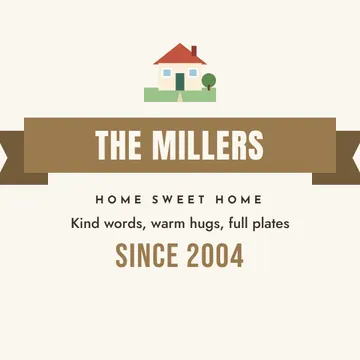 THE MILLERS
HOME SWEET HOME
Kind words, warm hugs, full plates
SINCE 2004